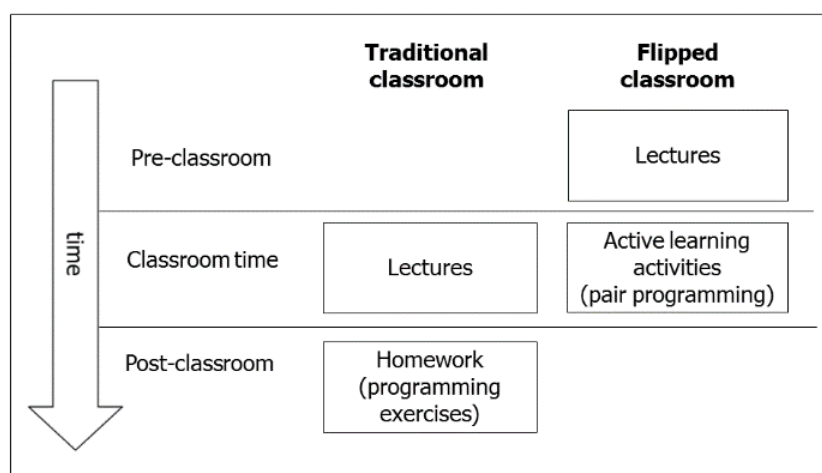 Traditional
classroom
Flipped
classroom
Pre-classroom
Lectures
time
Classroom time
Lectures
Active learning
activities
(pair programming)
Post-classroom
Homework
(programming
exercises)